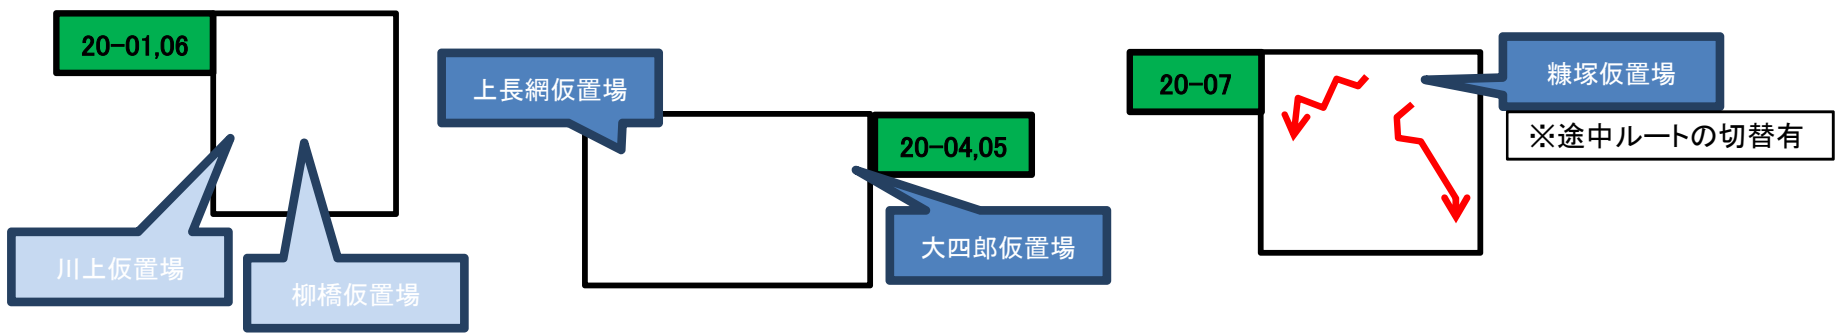 20-01,06
川上仮置場
柳橋仮置場
上長網仮置場
20-04,05
大四郎仮置場
20-07
糠塚仮置場
※途中ルートの切替有